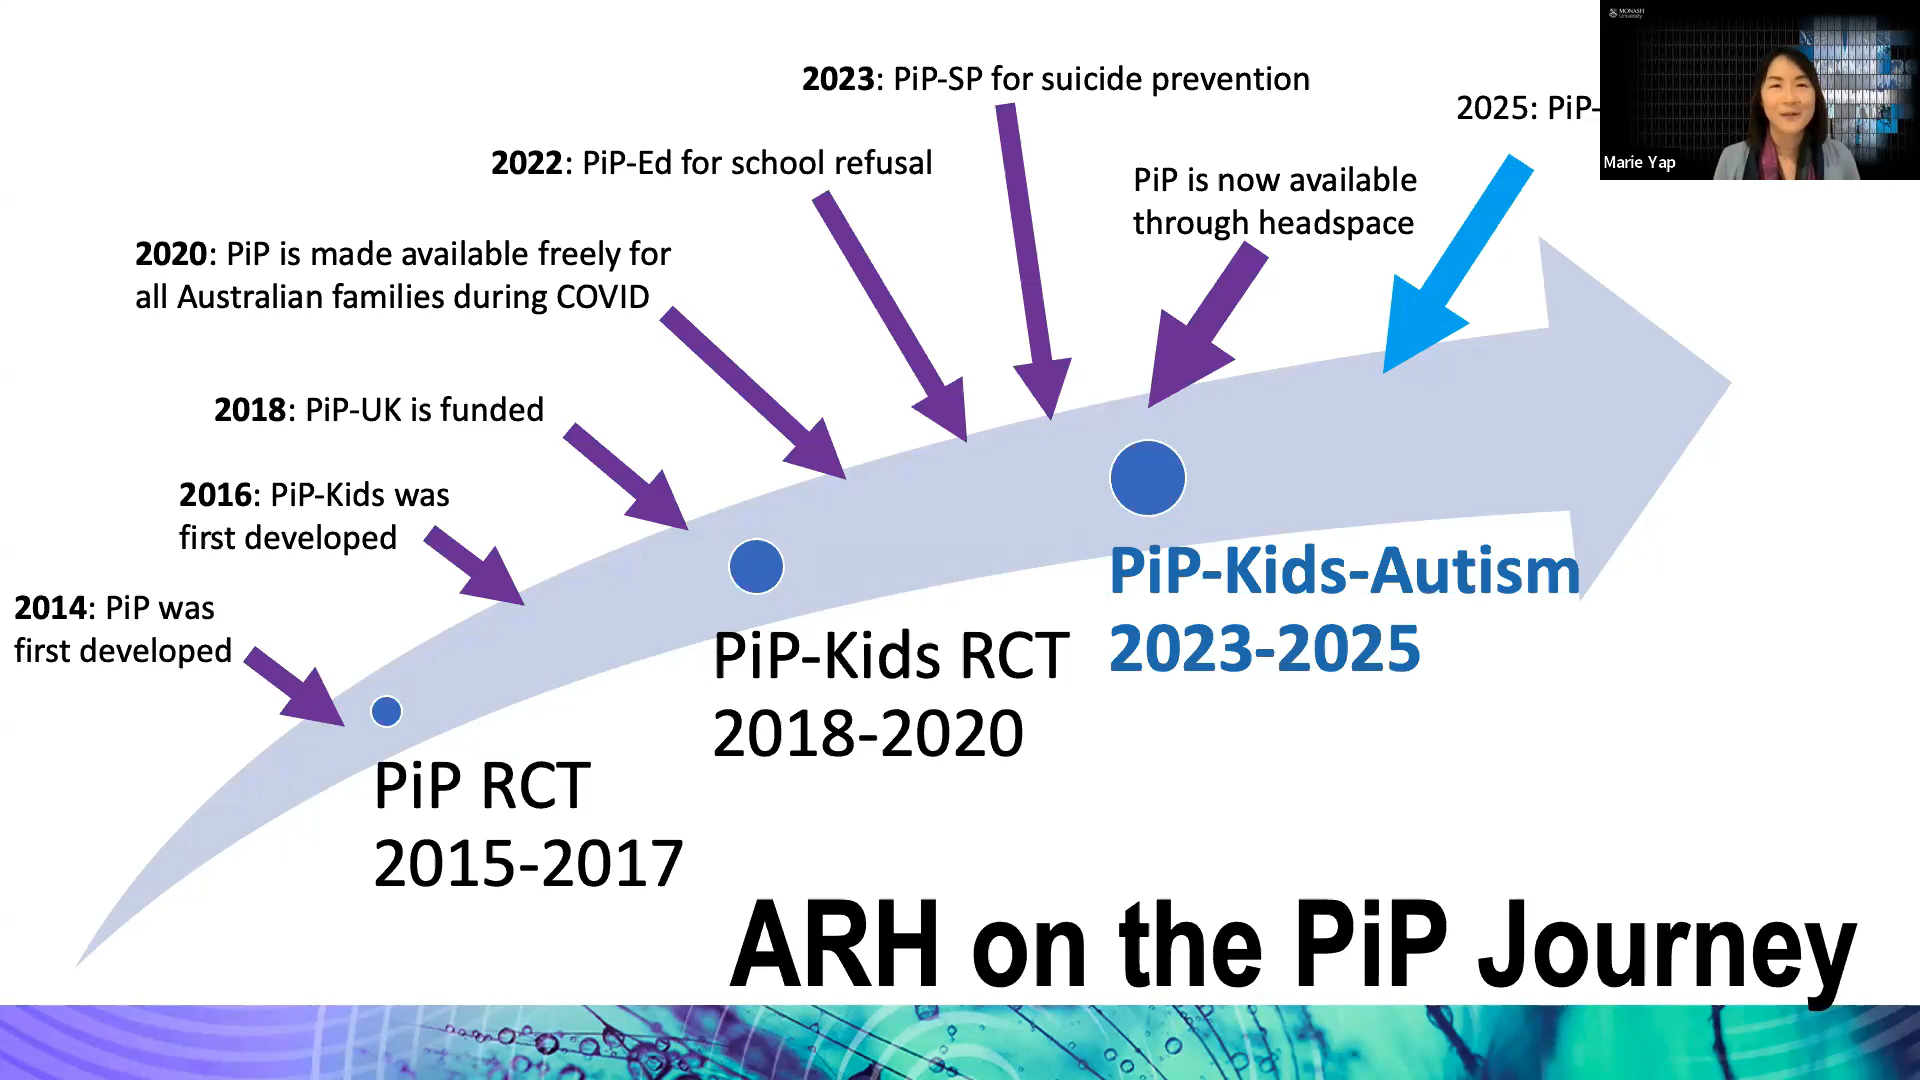 MONASH
University
Marie Yap
2023: PiP-SP for suicide prevention
2025: PiP-
2022: PiP-Ed for school refusal
PiP is now available
through headspace
2020: PiP is made available freely for
all Australian families during COVID
2018: PiP-UK is funded
2016: PiP-Kids was
first developed
2014: PiP was
first developed
PiP-Kids-Autism
2023-2025
PiP-Kids RCT
2018-2020
PiP RCT
2015-2017
ARH on the PiP Journey